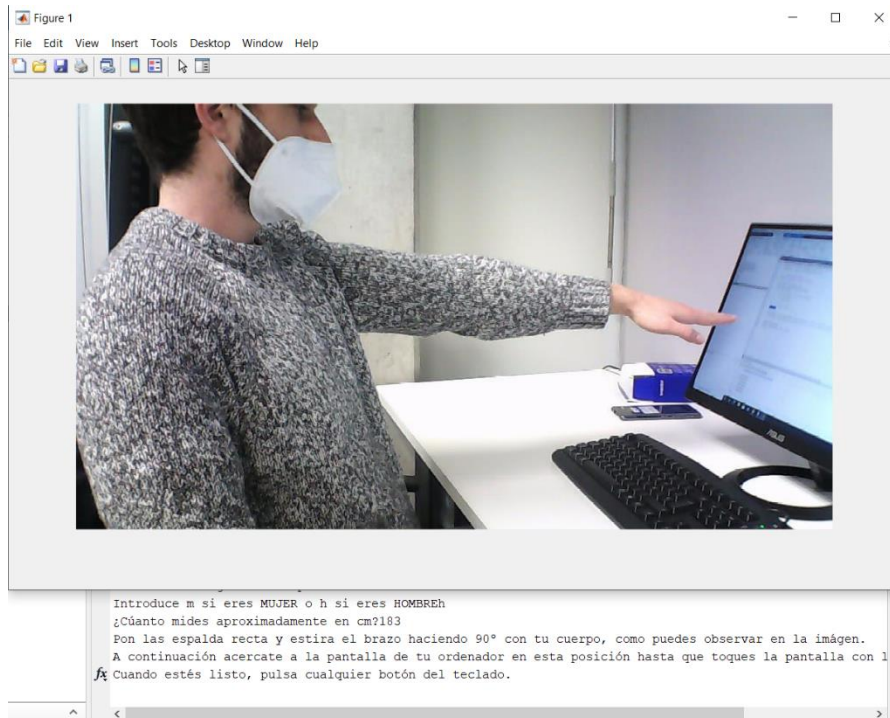 Figure 1
File Edit View Insert Tools Desktop Window Help
ASUS
Introduce m si eres MUJER o h si eres HOMBREh
¿Cúanto mides aproximadamente en cm?183
Pon las espalda recta y estira el brazo haciendo 90° con tu cuerpo, como puedes observar en la imágen.
A continuación acercate a la pantalla de tu ordenador en esta posición hasta que toques la pantalla con l
fx Cuando estés listo, pulsa cualquier botón del teclado.